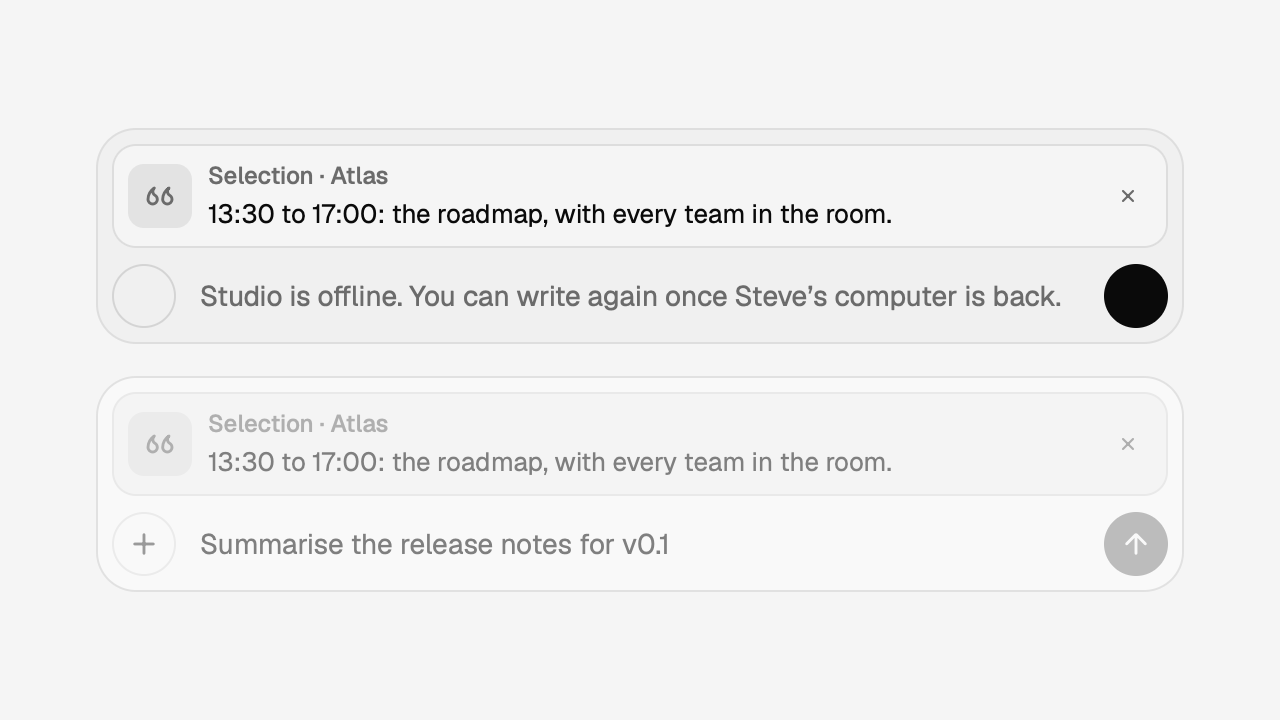 Selection · Atlas
13:30 to 17:00: the roadmap, with every team in the room.
Studio is offline. You can write again once Steve’s computer is back.
Selection · Atlas
13:30 to 17:00: the roadmap, with every team in the room.
Summarise the release notes for v0.1